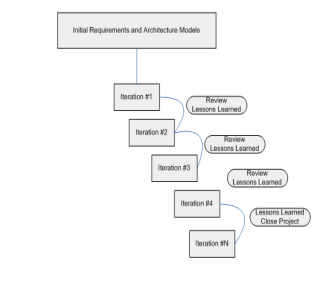 Initial Requirements and Architecture Models
Iteration #1
Review
Lessons Learned
Iteration #2
Review
Lessons Learned
Iteration #3
Review
Lessons Learned
Iteration #4
Lessons Learned
Close Project
Iteration #N